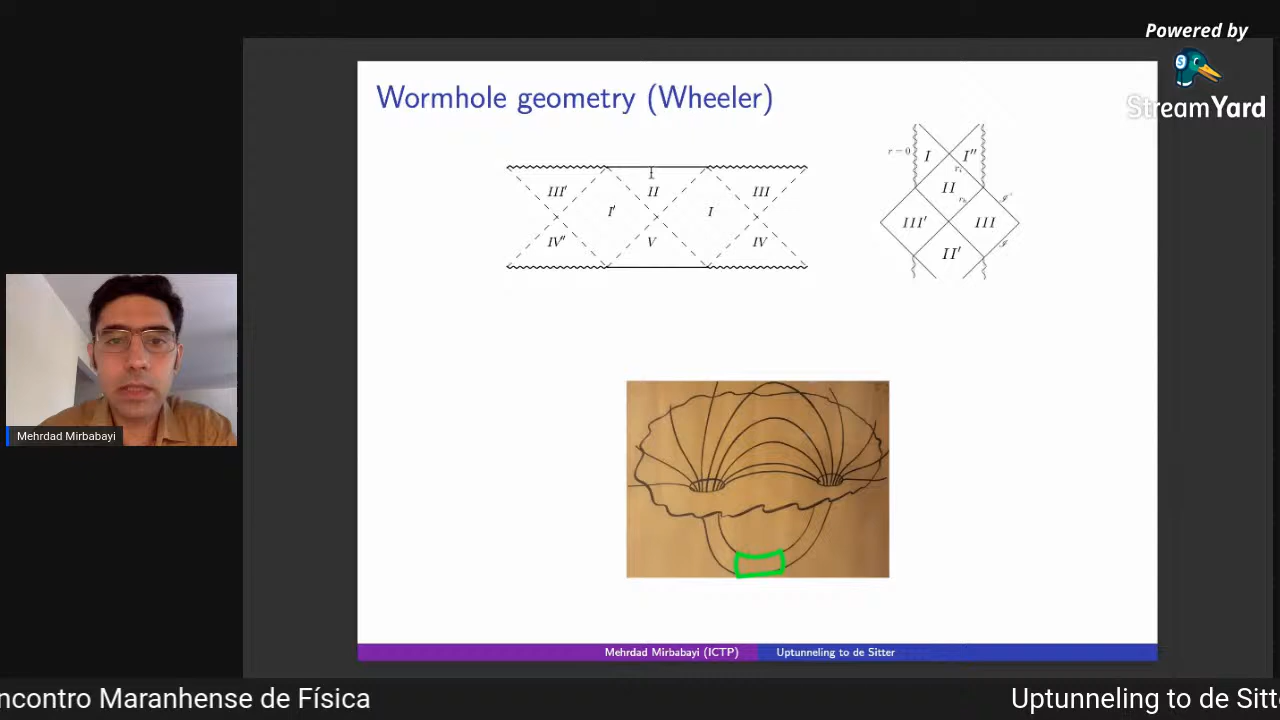 Powered by
StreamYard
Wormhole geometry (Wheeler)
III′ II III
I′ I
IV″ V IV
r = 0 I I″
r₋
II
r₊
III′ III
II′
Mehrdad Mirbabayi
Mehrdad Mirbabayi (ICTP) Uptunneling to de Sitter
ncontro Maranhense de Física
Uptunneling to de Sitt